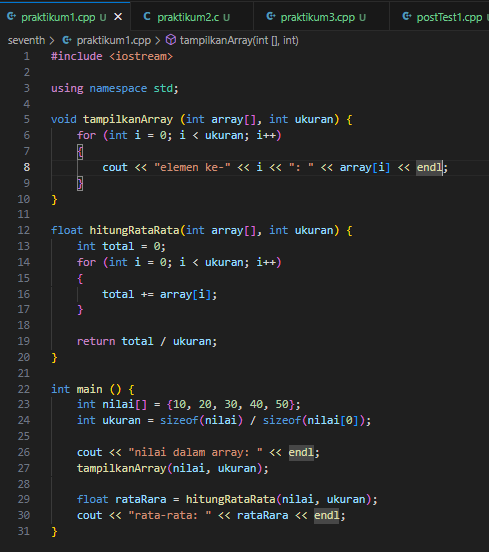 praktikum1.cpp U × praktikum2.c U praktikum3.cpp U postTest1.cpp U
seventh > praktikum1.cpp > tampilkanArray(int [], int)
1 #include <iostream>
2
3 using namespace std;
4
5 void tampilkanArray (int array[], int ukuran) {
6 for (int i = 0; i < ukuran; i++)
7 {
8 cout << "elemen ke-" << i << ": " << array[i] << endl;
9 }
10 }
11
12 float hitungRataRata(int array[], int ukuran) {
13 int total = 0;
14 for (int i = 0; i < ukuran; i++)
15 {
16 total += array[i];
17 }
18
19 return total / ukuran;
20 }
21
22 int main () {
23 int nilai[] = {10, 20, 30, 40, 50};
24 int ukuran = sizeof(nilai) / sizeof(nilai[0]);
25
26 cout << "nilai dalam array: " << endl;
27 tampilkanArray(nilai, ukuran);
28
29 float rataRara = hitungRataRata(nilai, ukuran);
30 cout << "rata-rata: " << rataRara << endl;
31 }